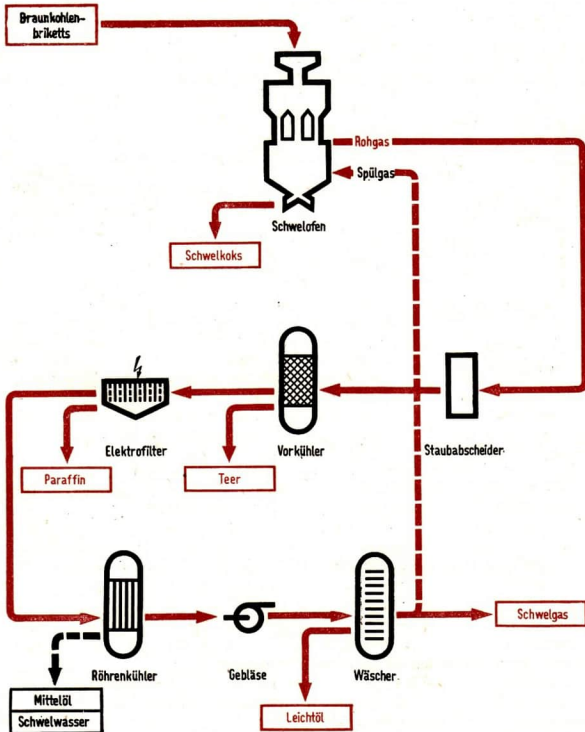 Braunkohlen-
briketts
Rohgas
Spülgas
Schwelofen
Schwelkoks
Elektrofilter
Vorkühler
Staubabscheider
Paraffin
Teer
Schwelgas
Röhrenkühler
Gebläse
Wäscher
Mittelöl
Schwelwasser
Leichtöl